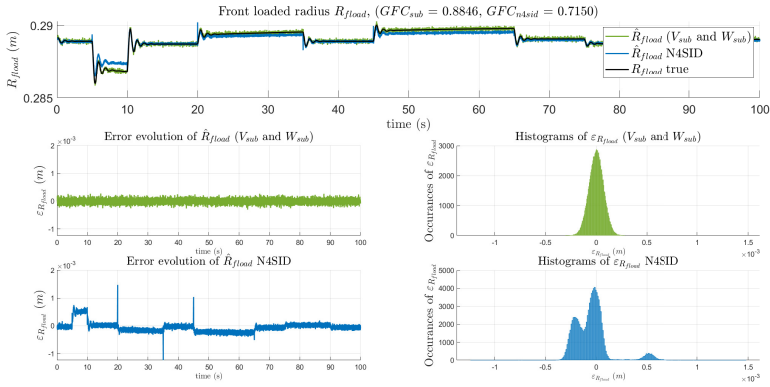 Front loaded radius R_fload, (GFC_sub = 0.8846, GFC_n4sid = 0.7150)
R_fload (m)
0.29
0.285
R̂_fload (V_sub and W_sub)
R̂_fload N4SID
R_fload true
0 10 20 30 40 50 60 70 80 90 100
time (s)
Error evolution of R̂_fload (V_sub and W_sub)
×10⁻³
ε_R_fload (m)
2
1
0
-1
0 10 20 30 40 50 60 70 80 90 100
time (s)
Histograms of ε_R_fload (V_sub and W_sub)
Occurances of ε_R_fload
3000
2000
1000
0
-1 -0.5 0 0.5 1 1.5
ε_R_fload (m)
×10⁻³
Error evolution of R̂_fload N4SID
×10⁻³
ε_R_fload (m)
2
1
0
-1
0 10 20 30 40 50 60 70 80 90 100
time (s)
Histograms of ε_R_fload N4SID
Occurances of ε_R_fload
5000
4000
3000
2000
1000
0
-1 -0.5 0 0.5 1 1.5
ε_R_fload (m)
×10⁻³